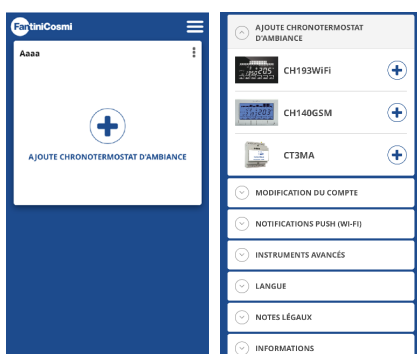 FantiniCosmi
Aaaa
AJOUTE CHRONOTERMOSTAT D'AMBIANCE
AJOUTE CHRONOTERMOSTAT
D'AMBIANCE
CH193WiFi
CH140GSM
CT3MA
MODIFICATION DU COMPTE
NOTIFICATIONS PUSH (WI-FI)
INSTRUMENTS AVANCÉS
LANGUE
NOTES LÉGAUX
INFORMATIONS